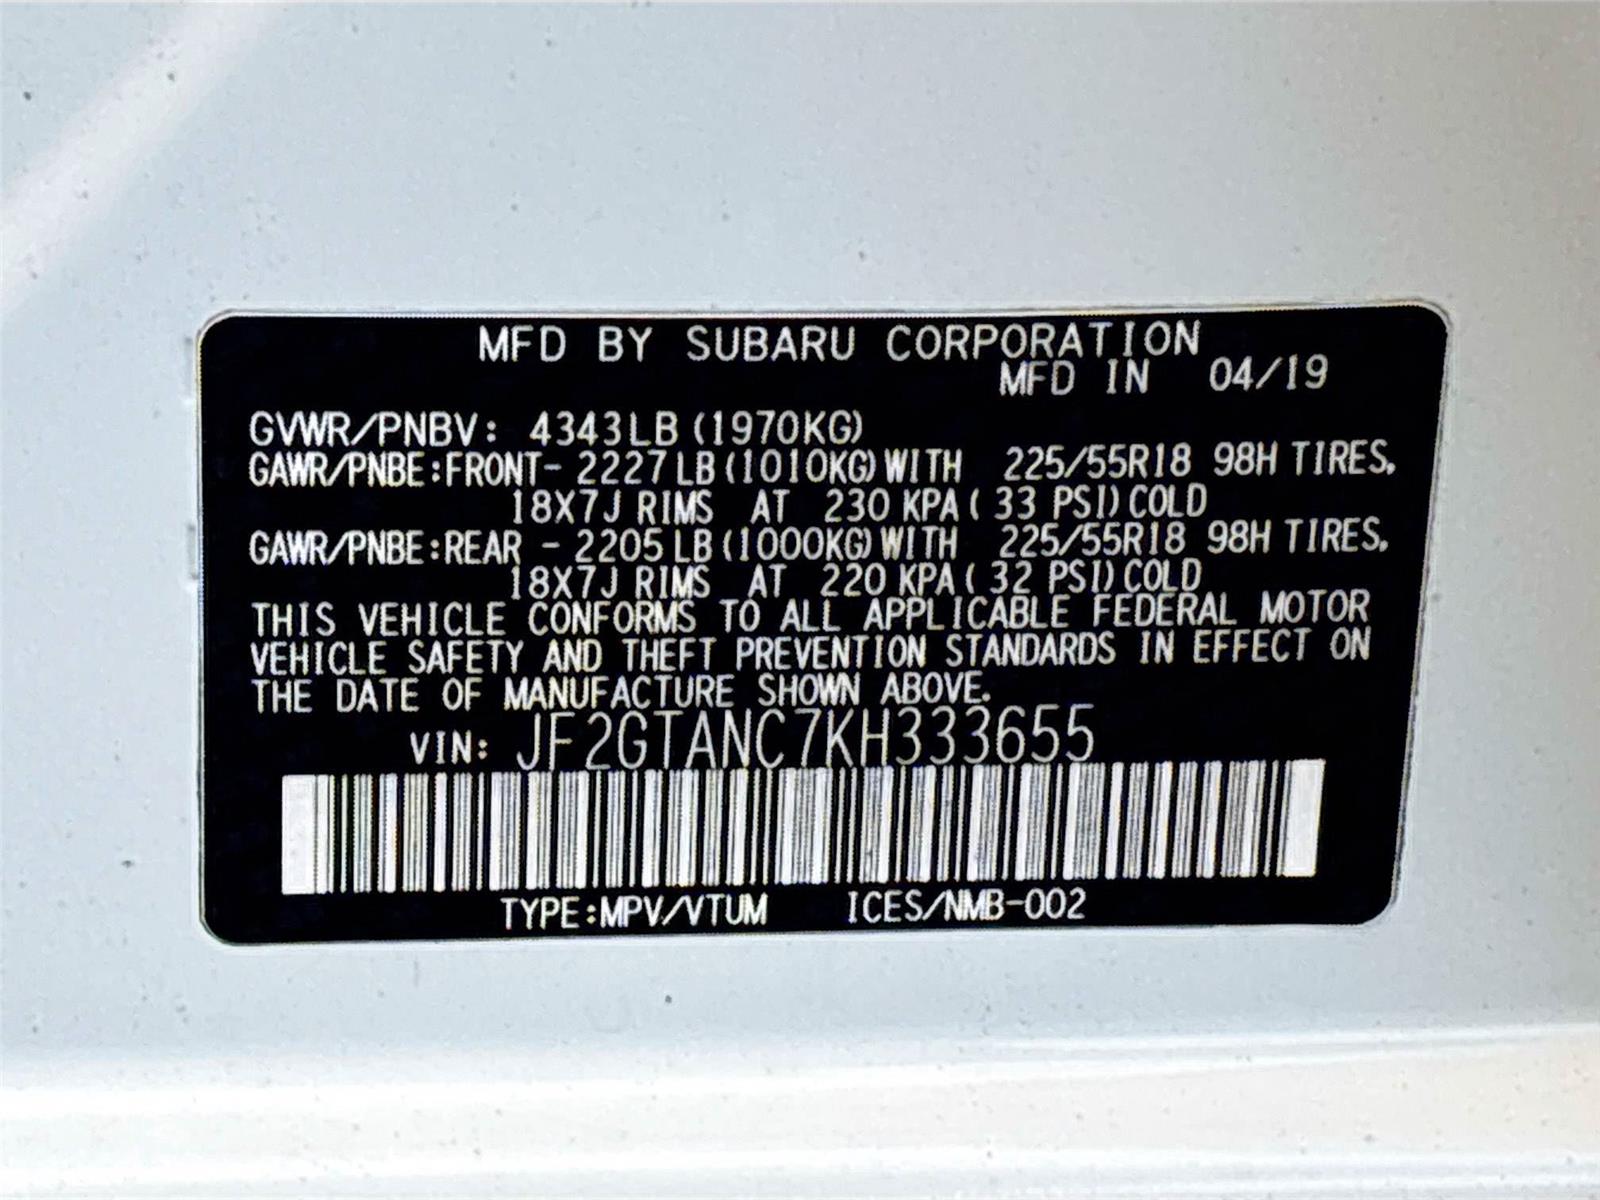 MFD BY SUBARU CORPORATION
MFD IN 04/19
GVWR/PNBV: 4343LB (1970KG)
GAWR/PNBE:FRONT- 2227LB(1010KG)WITH 225/55R18 98H TIRES,
18X7J RIMS AT 230 KPA( 33 PSI)COLD
GAWR/PNBE:REAR - 2205LB(1000KG)WITH 225/55R18 98H TIRES,
18X7J RIMS AT 220 KPA( 32 PSI)COLD
THIS VEHICLE CONFORMS TO ALL APPLICABLE FEDERAL MOTOR
VEHICLE SAFETY AND THEFT PREVENTION STANDARDS IN EFFECT ON
THE DATE OF MANUFACTURE SHOWN ABOVE.
VIN: JF2GTANC7KH333655
TYPE:MPV/VTUM ICES/NMB-002